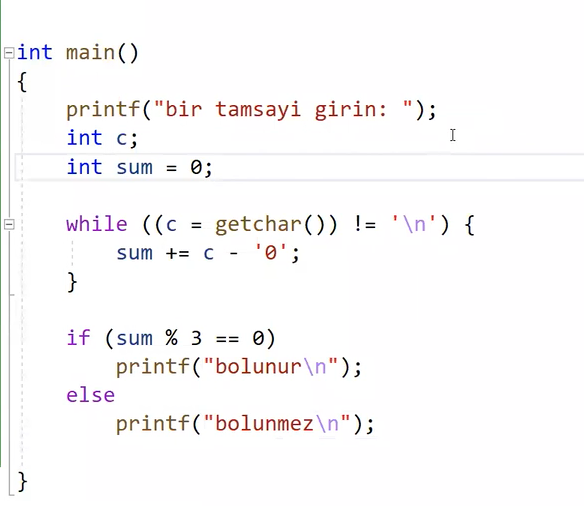 int main()
{
printf("bir tamsayi girin: ");
int c;
int sum = 0;
while ((c = getchar()) != '\n') {
sum += c - '0';
}
if (sum % 3 == 0)
printf("bolunur\n");
else
printf("bolunmez\n");
}